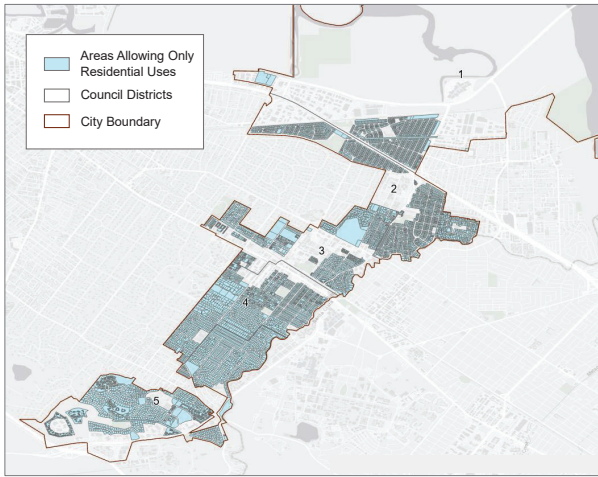 Areas Allowing Only
Residential Uses
Council Districts
City Boundary
1
2
3
4
5